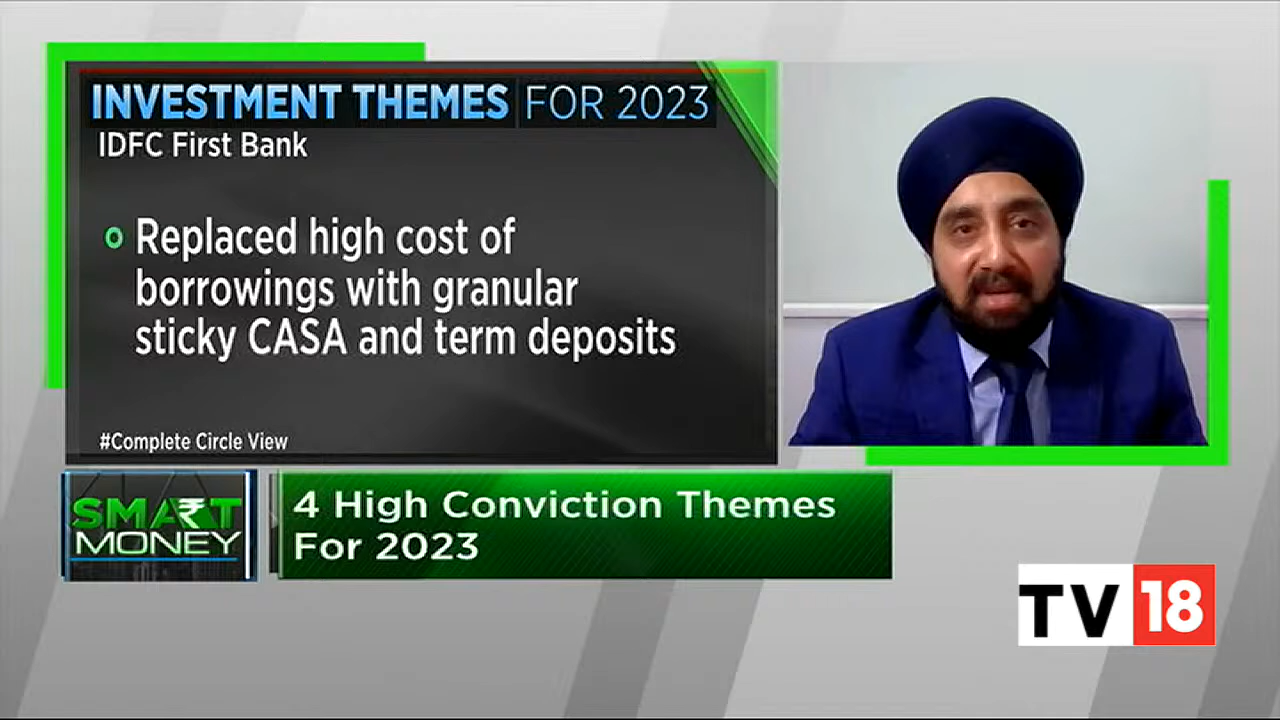 INVESTMENT THEMES FOR 2023
IDFC First Bank
Replaced high cost of
borrowings with granular
sticky CASA and term deposits
#Complete Circle View
SMA₹T
MONEY
4 High Conviction Themes
For 2023
TV18